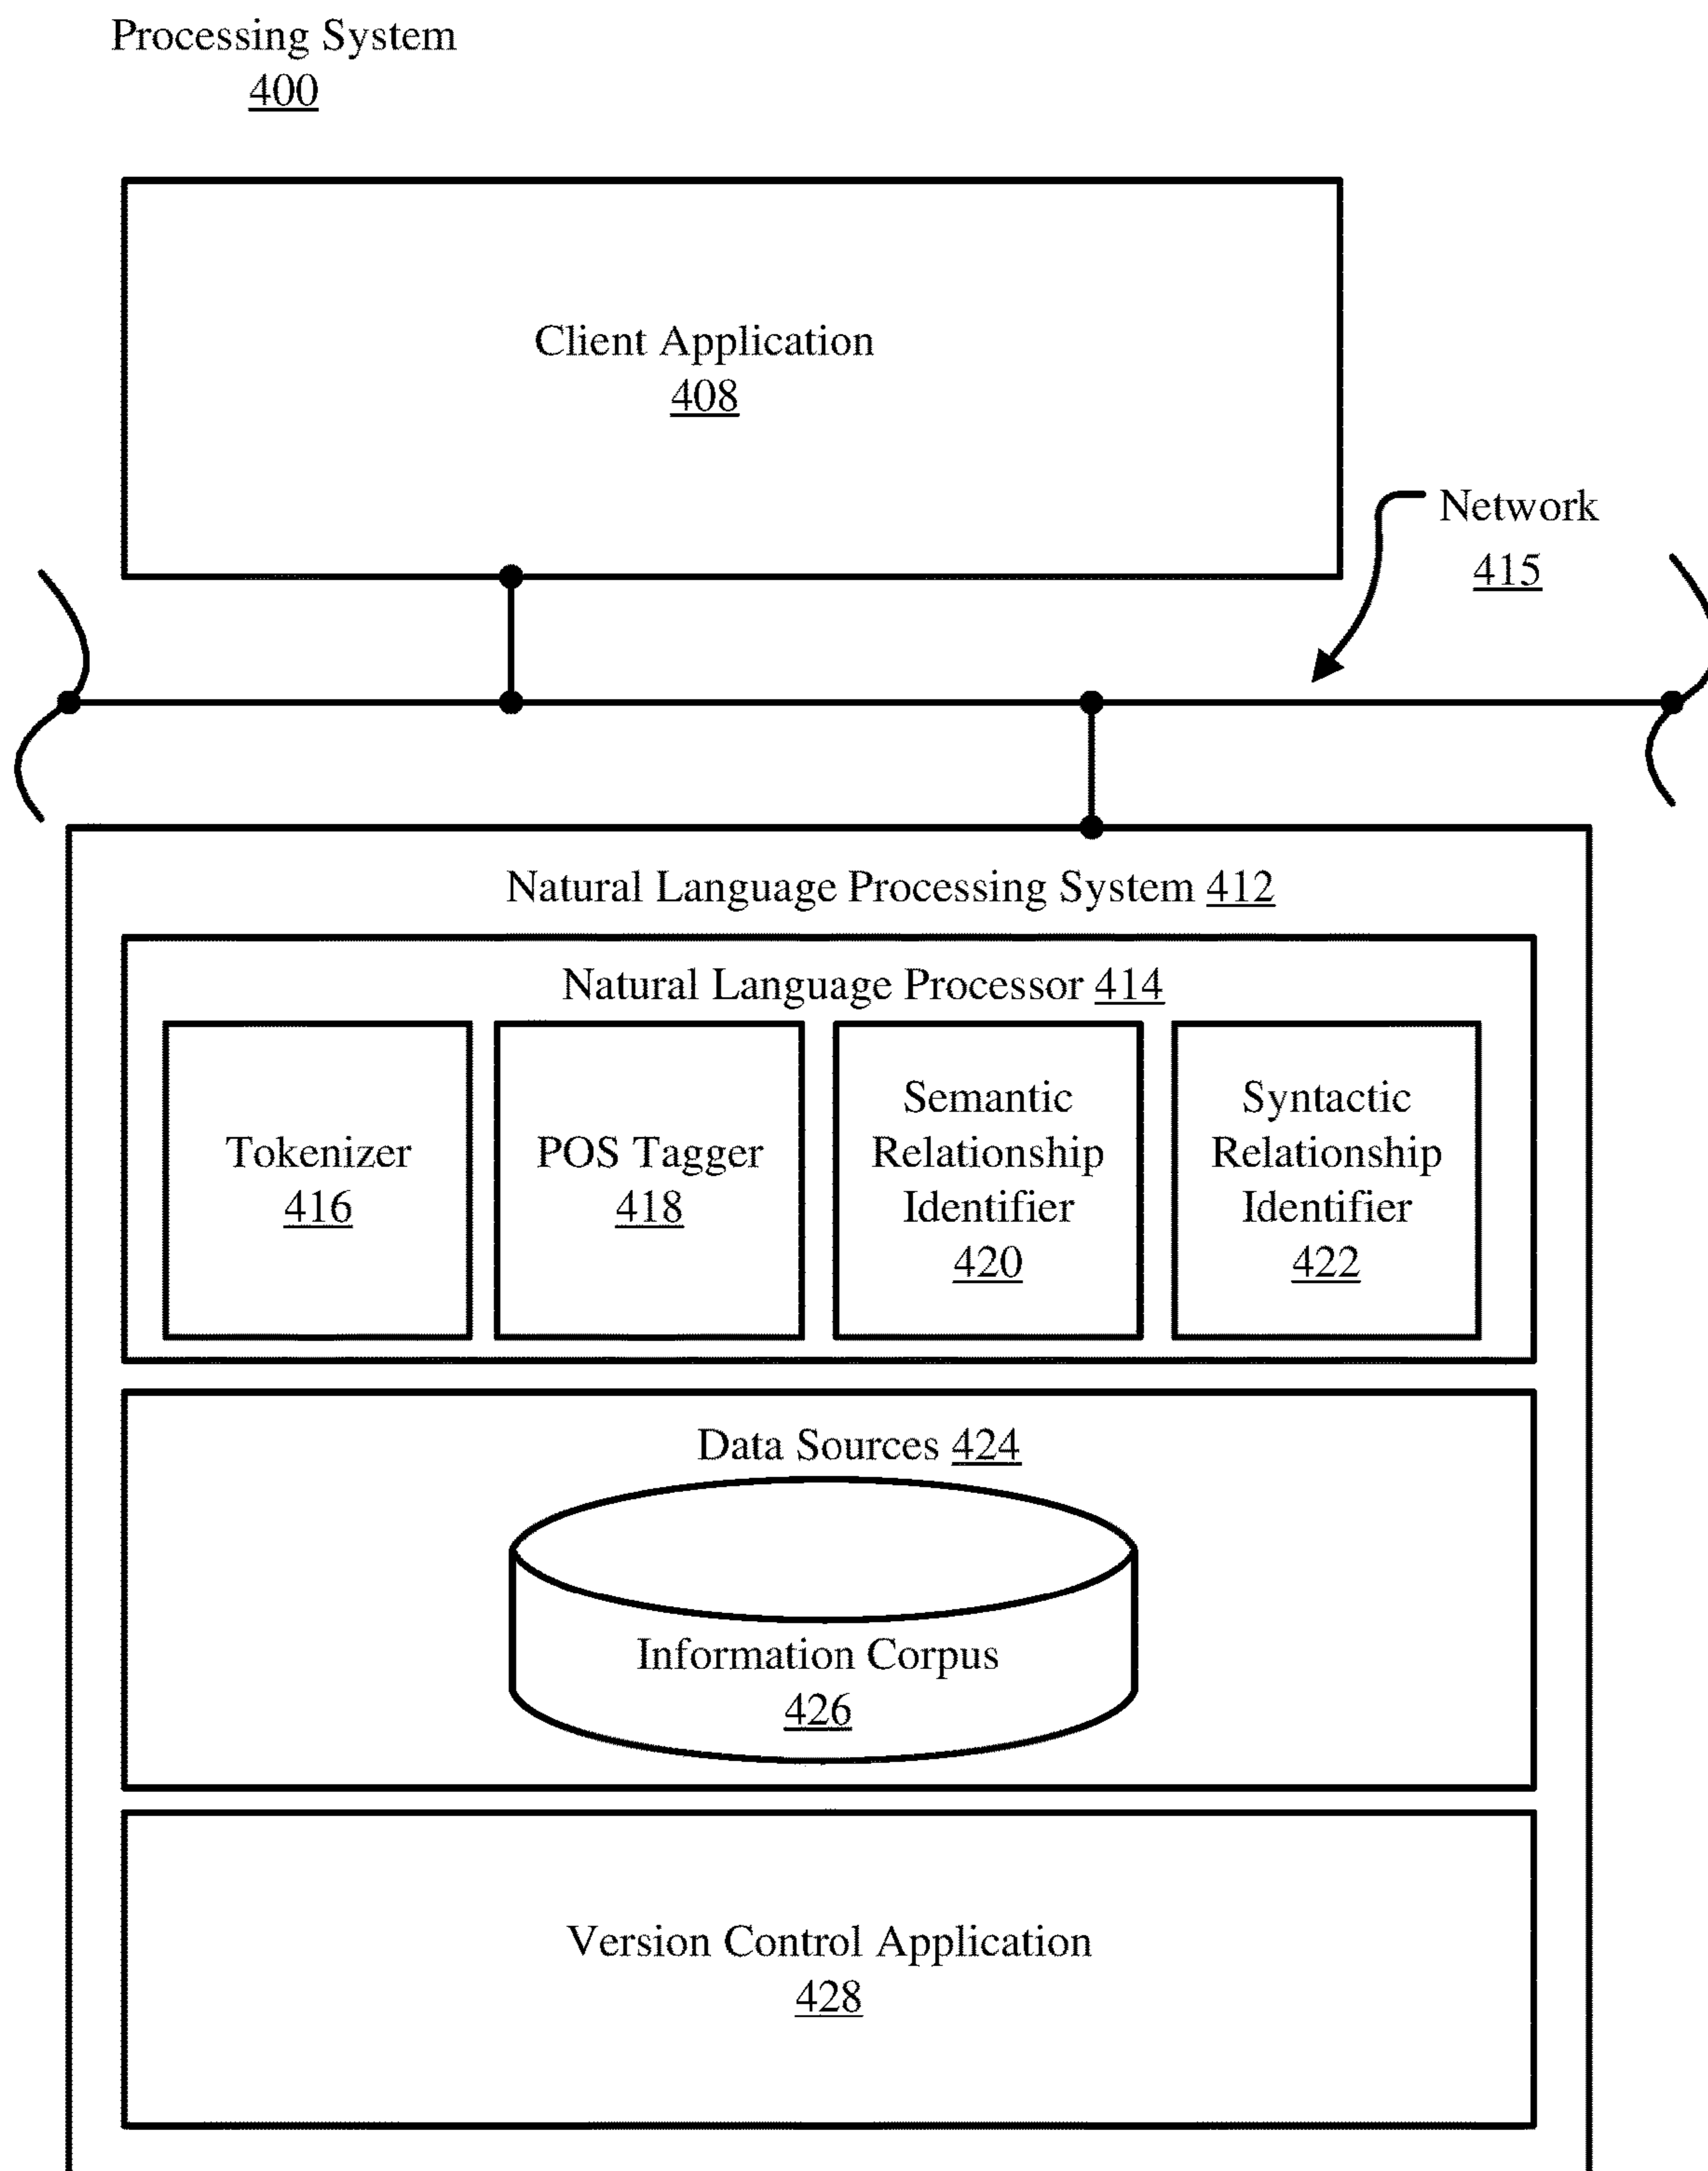 Processing System
400
Client Application
408
Network
415
Natural Language Processing System 412
Natural Language Processor 414
Tokenizer
416
POS Tagger
418
Semantic
Relationship
Identifier
420
Syntactic
Relationship
Identifier
422
Data Sources 424
Information Corpus
426
Version Control Application
428